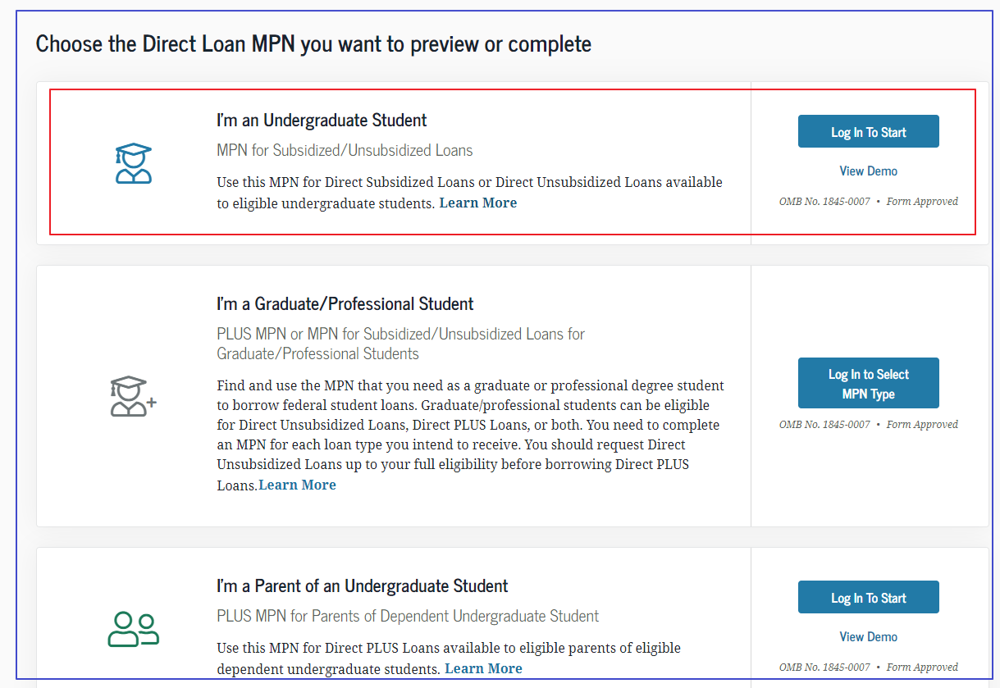 Choose the Direct Loan MPN you want to preview or complete
I'm an Undergraduate Student
MPN for Subsidized/Unsubsidized Loans
Use this MPN for Direct Subsidized Loans or Direct Unsubsidized Loans available
to eligible undergraduate students. Learn More
Log In To Start
View Demo
OMB No. 1845-0007 • Form Approved
I'm a Graduate/Professional Student
PLUS MPN or MPN for Subsidized/Unsubsidized Loans for
Graduate/Professional Students
Find and use the MPN that you need as a graduate or professional degree student
to borrow federal student loans. Graduate/professional students can be eligible
for Direct Unsubsidized Loans, Direct PLUS Loans, or both. You need to complete
an MPN for each loan type you intend to receive. You should request Direct
Unsubsidized Loans up to your full eligibility before borrowing Direct PLUS
Loans.Learn More
Log In to Select
MPN Type
OMB No. 1845-0007 • Form Approved
I'm a Parent of an Undergraduate Student
PLUS MPN for Parents of Dependent Undergraduate Student
Use this MPN for Direct PLUS Loans available to eligible parents of eligible
dependent undergraduate students. Learn More
Log In To Start
View Demo
OMB No. 1845-0007 • Form Approved